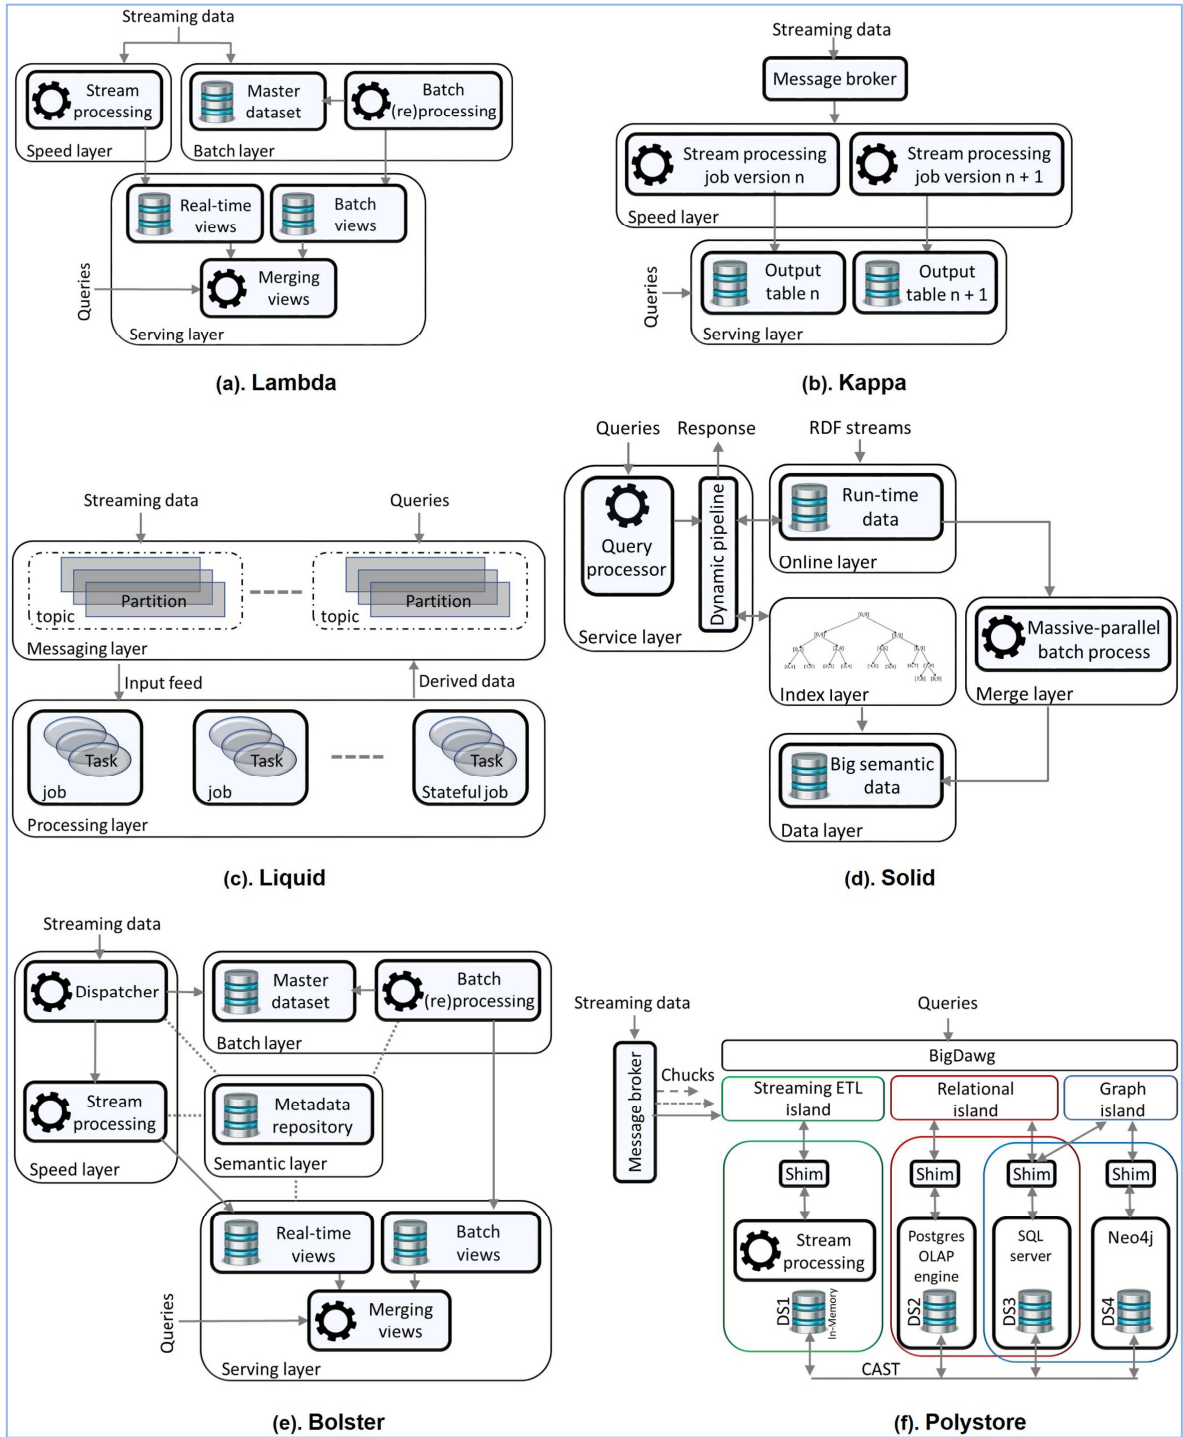 Streaming data
Stream
processing
Speed layer
Master
dataset
Batch
(re)processing
Batch layer
Real-time
views
Batch
views
Queries
Merging
views
Serving layer
(a). Lambda
Streaming data
Message broker
Stream processing
job version n
Stream processing
job version n + 1
Speed layer
Queries
Output
table n
Output
table n + 1
Serving layer
(b). Kappa
Streaming data
Queries
Partition
topic
Partition
topic
Messaging layer
Input feed
Derived data
Task
job
Task
job
Task
Stateful job
Processing layer
(c). Liquid
Queries
Response
RDF streams
Query
processor
Dynamic pipeline
Service layer
Run-time
data
Online layer
Index layer
Massive-parallel
batch process
Merge layer
Big semantic
data
Data layer
(d). Solid
Streaming data
Dispatcher
Stream
processing
Speed layer
Master
dataset
Batch
(re)processing
Batch layer
Metadata
repository
Semantic layer
Real-time
views
Batch
views
Queries
Merging
views
Serving layer
(e). Bolster
Streaming data
Queries
Message broker
Chucks
BigDawg
Streaming ETL
island
Relational
island
Graph
island
Shim
Shim
Shim
Shim
Stream
processing
DS1
In-Memory
Postgres
OLAP
engine
DS2
SQL
server
DS3
Neo4j
DS4
CAST
(f). Polystore